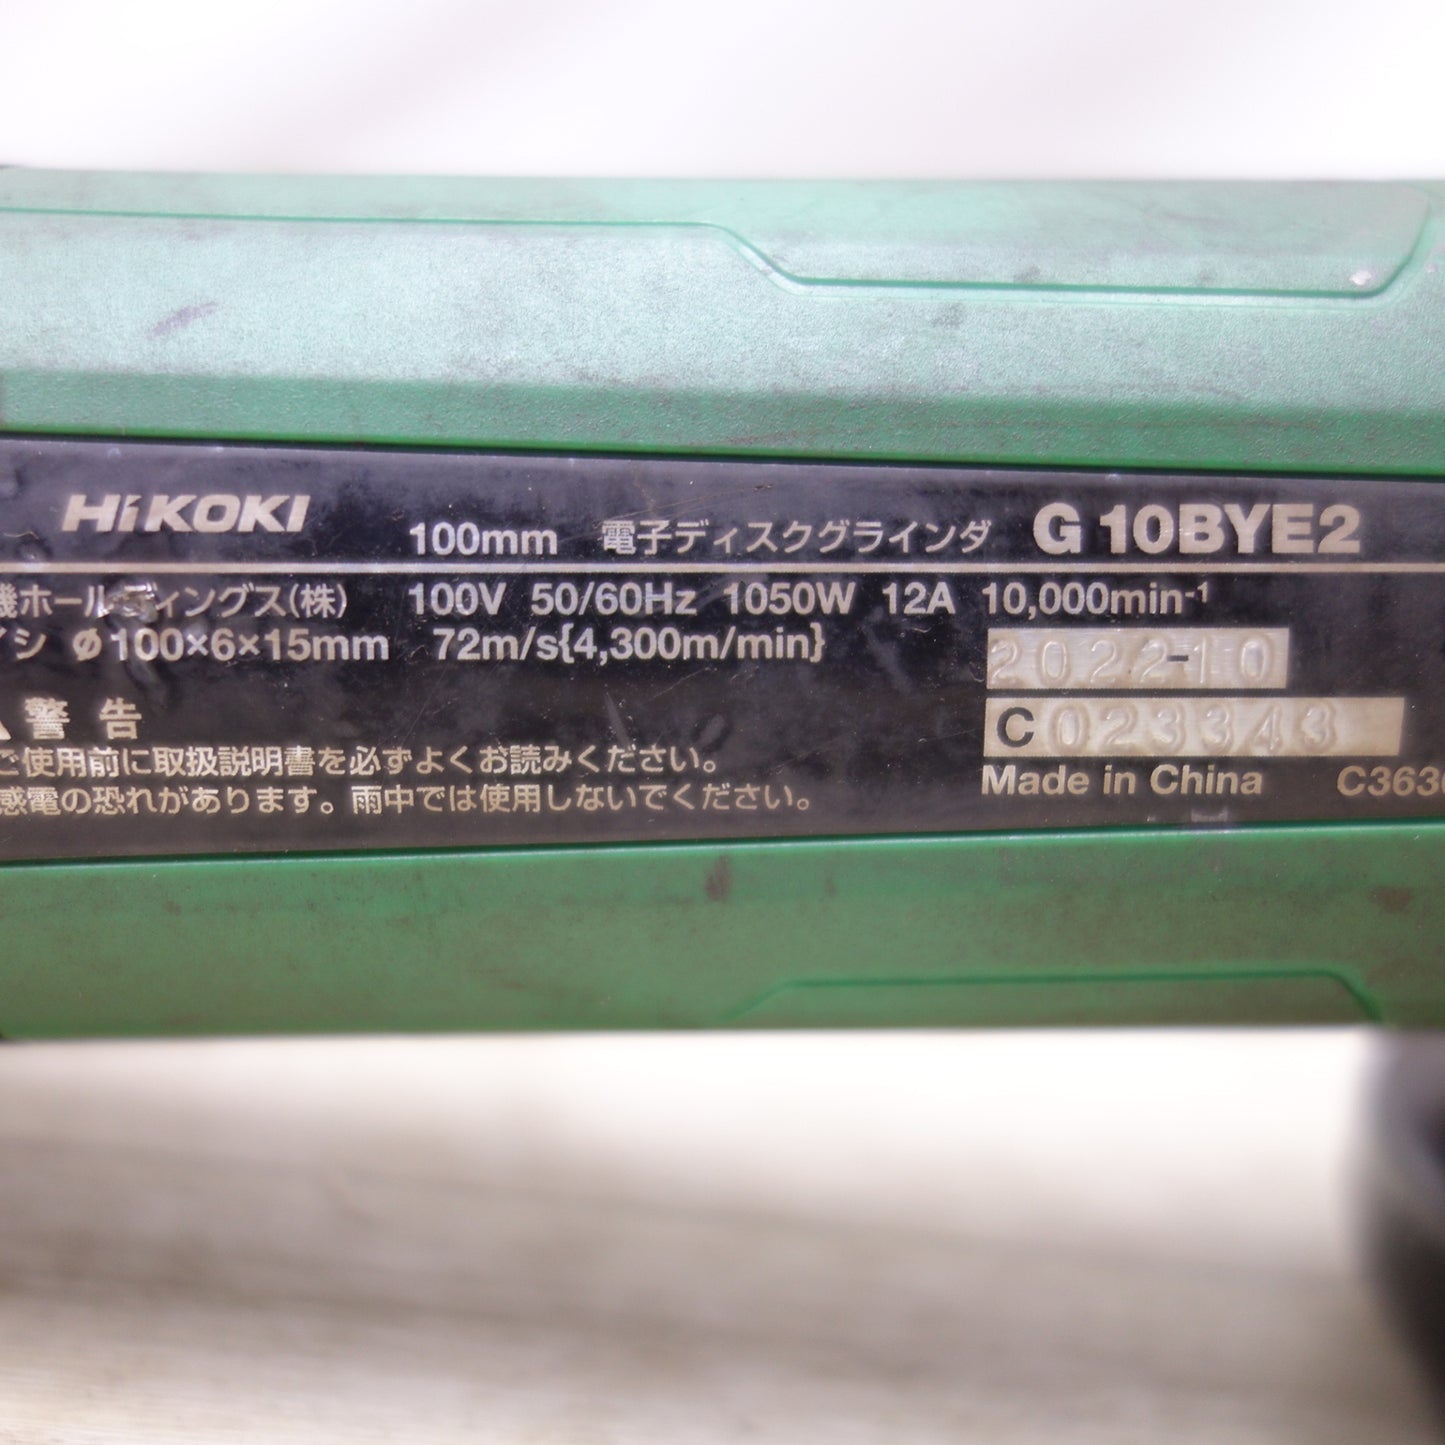 HiKOKI 100mm 電子ディスクグラインダ G 10BYE2
機ホールディングス(株) 100V 50/60Hz 1050W 12A 10,000min-1
イシ φ100×6×15mm 72m/s{4,300m/min}
2022-10
警告
C023343
ご使用前に取扱説明書を必ずよくお読みください。
Made in China
感電の恐れがあります。雨中では使用しないでください。